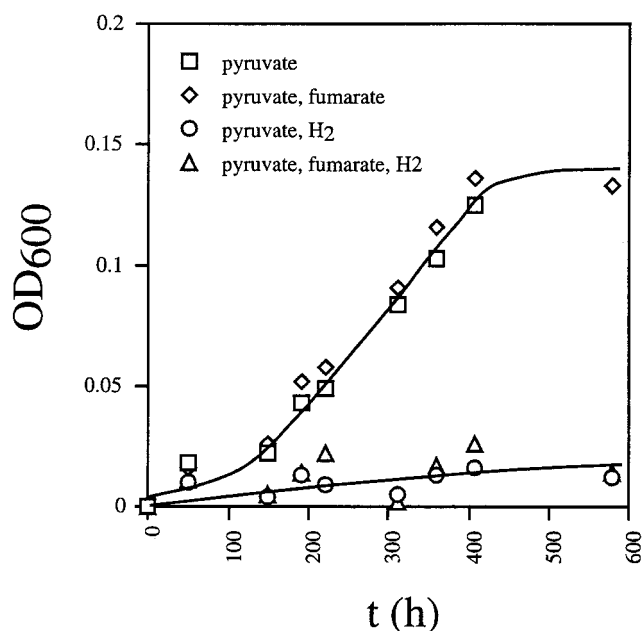 0.2
pyruvate
pyruvate, fumarate
pyruvate, H2
pyruvate, fumarate, H2
0.15
0.1
0.05
0
OD600
0
100
200
300
400
500
600
t (h)